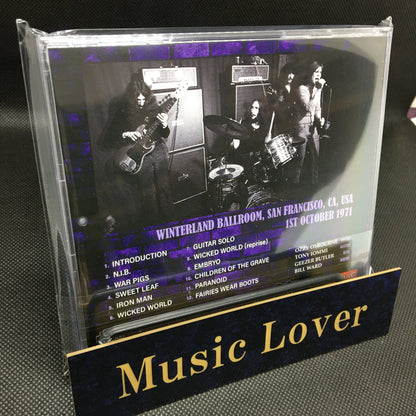 WINTERLAND BALLROOM, SAN FRANCISCO, CA. USA
1ST OCTOBER 1971
1. INTRODUCTION
2. N.I.B.
3. WAR PIGS
4. SWEET LEAF
5. IRON MAN
6. WICKED WORLD
7. GUITAR SOLO
8. WICKED WORLD (reprise)
9. EMBRYO
10. CHILDREN OF THE GRAVE
11. PARANOID
12. FAIRIES WEAR BOOTS
OZZY OSBOURNE
TONY IOMMI
GEEZER BUTLER
BILL WARD
Music Lover